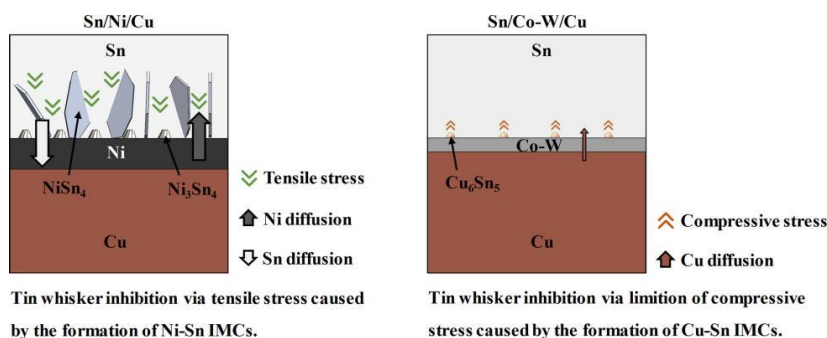 Sn/Ni/Cu
Sn
Ni
NiSn₄
Ni₃Sn₄
Cu
Tensile stress
Ni diffusion
Sn diffusion
Tin whisker inhibition via tensile stress caused
by the formation of Ni-Sn IMCs.
Sn/Co-W/Cu
Sn
Co-W
Cu₆Sn₅
Cu
Compressive stress
Cu diffusion
Tin whisker inhibition via limition of compressive
stress caused by the formation of Cu-Sn IMCs.